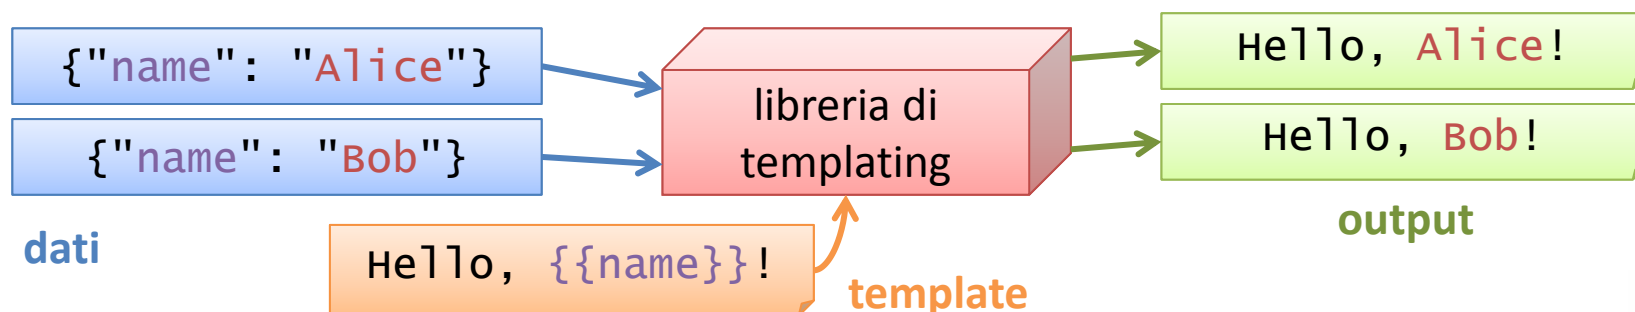 {"name": "Alice"}
{"name": "Bob"}
dati
Hello, {{name}}!
template
libreria di
templating
Hello, Alice!
Hello, Bob!
output